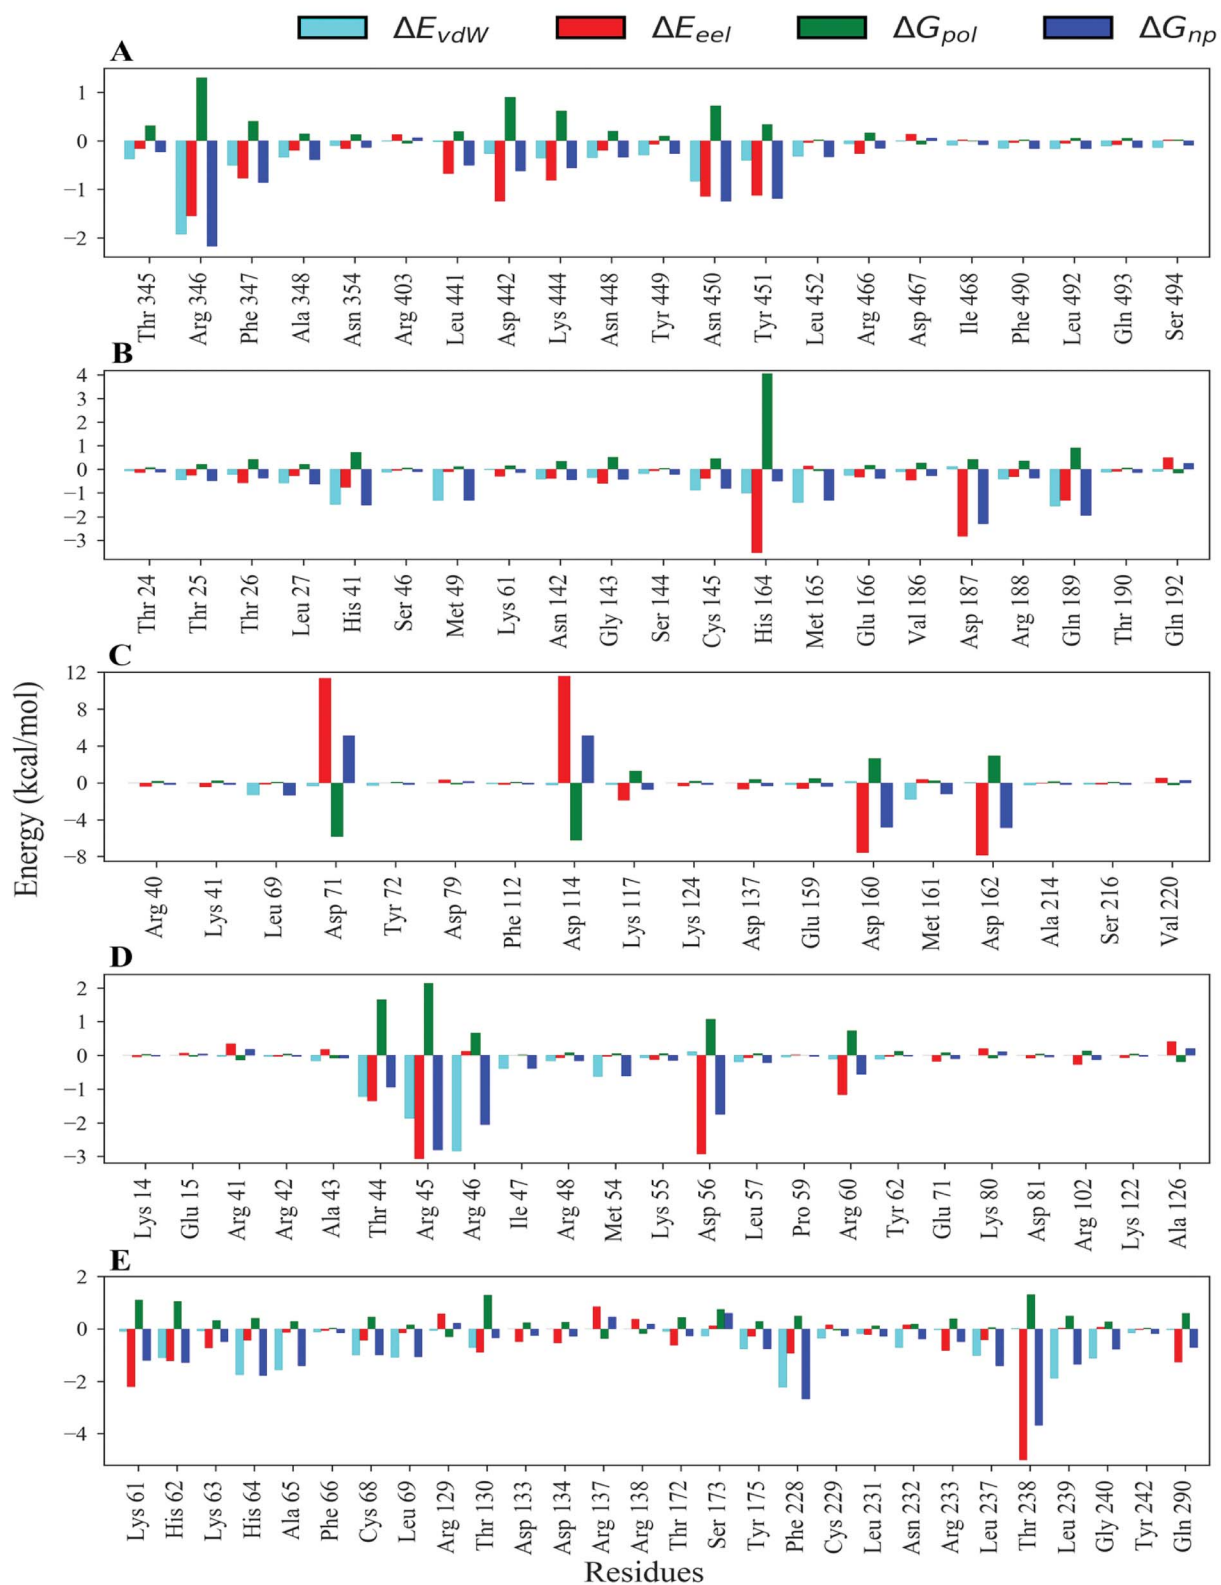 ΔE_vdW ΔE_eel ΔG_pol ΔG_np
A
1
0
−1
−2
Thr 345 Arg 346 Phe 347 Ala 348 Asn 354 Arg 403 Leu 441 Asp 442 Lys 444 Asn 448 Tyr 449 Asn 450 Tyr 451 Leu 452 Arg 466 Asp 467 Ile 468 Phe 490 Leu 492 Gln 493 Ser 494
B
4
3
2
1
0
−1
−2
−3
Thr 24 Thr 25 Thr 26 Leu 27 His 41 Ser 46 Met 49 Lys 61 Asn 142 Gly 143 Ser 144 Cys 145 His 164 Met 165 Glu 166 Val 186 Asp 187 Arg 188 Gln 189 Thr 190 Gln 192
C
12
8
4
0
−4
−8
Arg 40 Lys 41 Leu 69 Asp 71 Tyr 72 Asp 79 Phe 112 Asp 114 Lys 117 Lys 124 Asp 137 Glu 159 Asp 160 Met 161 Asp 162 Ala 214 Ser 216 Val 220
Energy (kcal/mol)
D
2
1
0
−1
−2
−3
Lys 14 Glu 15 Arg 41 Arg 42 Ala 43 Thr 44 Arg 45 Arg 46 Ile 47 Arg 48 Met 54 Lys 55 Asp 56 Leu 57 Pro 59 Arg 60 Tyr 62 Glu 71 Lys 80 Asp 81 Arg 102 Lys 122 Ala 126
E
2
0
−2
−4
Lys 61 His 62 Lys 63 His 64 Ala 65 Phe 66 Cys 68 Leu 69 Arg 129 Thr 130 Asp 133 Asp 134 Arg 137 Arg 138 Thr 172 Ser 173 Tyr 175 Phe 228 Cys 229 Leu 231 Asn 232 Arg 233 Leu 237 Thr 238 Leu 239 Gly 240 Tyr 242 Gln 290
Residues